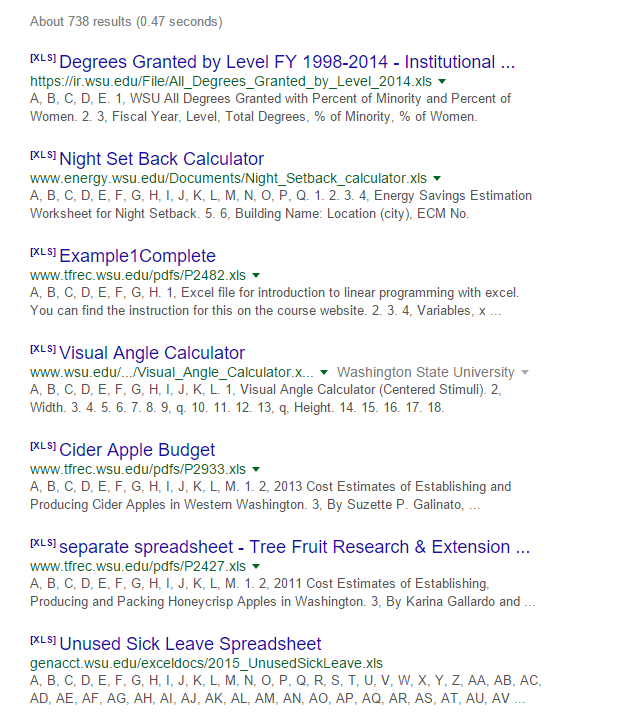 About 738 results (0.47 seconds)
[XLS] Degrees Granted by Level FY 1998-2014 - Institutional ...
https://ir.wsu.edu/File/All_Degrees_Granted_by_Level_2014.xls
A, B, C, D, E. 1, WSU All Degrees Granted with Percent of Minority and Percent of
Women. 2. 3, Fiscal Year, Level, Total Degrees, % of Minority, % of Women.
[XLS] Night Set Back Calculator
www.energy.wsu.edu/Documents/Night_Setback_calculator.xls
A, B, C, D, E, F, G, H, I, J, K, L, M, N, O, P, Q. 1. 2. 3. 4, Energy Savings Estimation
Worksheet for Night Setback. 5. 6, Building Name: Location (city), ECM No.
[XLS] Example1Complete
www.tfrec.wsu.edu/pdfs/P2482.xls
A, B, C, D, E, F, G, H. 1, Excel file for introduction to linear programming with excel.
You can find the instruction for this on the course website. 2. 3. 4, Variables, x ...
[XLS] Visual Angle Calculator
www.wsu.edu/.../Visual_Angle_Calculator.x... Washington State University
A, B, C, D, E, F, G, H, I, J, K, L. 1, Visual Angle Calculator (Centered Stimuli). 2,
Width. 3. 4. 5. 6. 7. 8. 9, q. 10. 11. 12. 13, q, Height. 14. 15. 16. 17. 18.
[XLS] Cider Apple Budget
www.tfrec.wsu.edu/pdfs/P2933.xls
A, B, C, D, E, F, G, H, I, J, K, L, M. 1. 2, 2013 Cost Estimates of Establishing and
Producing Cider Apples in Western Washington. 3, By Suzette P. Galinato, ...
[XLS] separate spreadsheet - Tree Fruit Research & Extension ...
www.tfrec.wsu.edu/pdfs/P2427.xls
A, B, C, D, E, F, G, H, I, J, K, L, M. 1. 2, 2011 Cost Estimates of Establishing,
Producing and Packing Honeycrisp Apples in Washington. 3, By Karina Gallardo and ...
[XLS] Unused Sick Leave Spreadsheet
genacct.wsu.edu/exceldocs/2015_UnusedSickLeave.xls
A, B, C, D, E, F, G, H, I, J, K, L, M, N, O, P, Q, R, S, T, U, V, W, X, Y, Z, AA, AB, AC,
AD, AE, AF, AG, AH, AI, AJ, AK, AL, AM, AN, AO, AP, AQ, AR, AS, AT, AU, AV ...